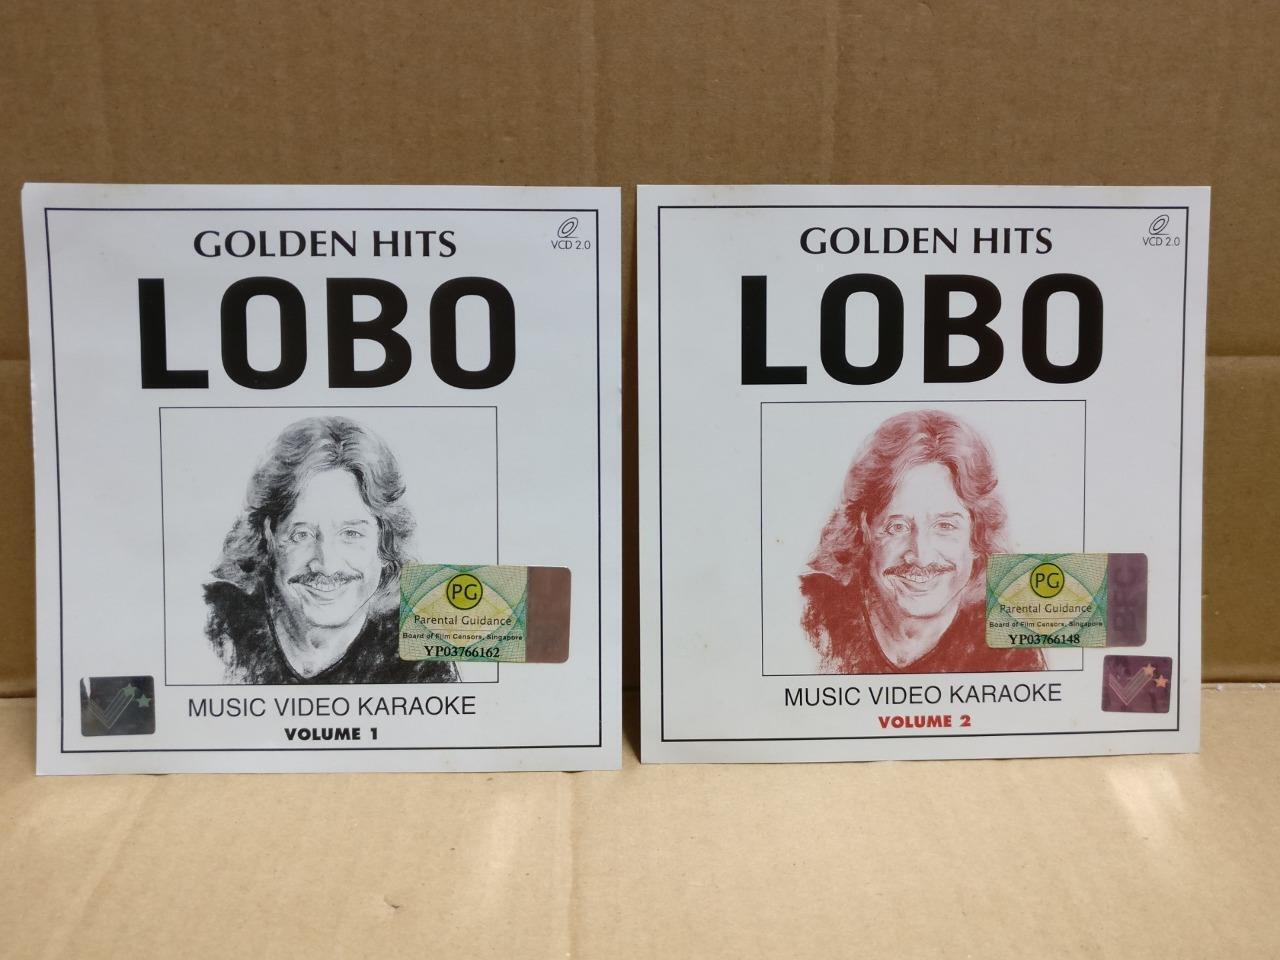 GOLDEN HITS
VCD 2.0
LOBO
PG
Parental Guidance
Board of Film Censors, Singapore
YP03766162
MUSIC VIDEO KARAOKE
VOLUME 1
GOLDEN HITS
VCD 2.0
LOBO
PG
Parental Guidance
Board of Film Censors, Singapore
YP03766148
BFC
MUSIC VIDEO KARAOKE
VOLUME 2